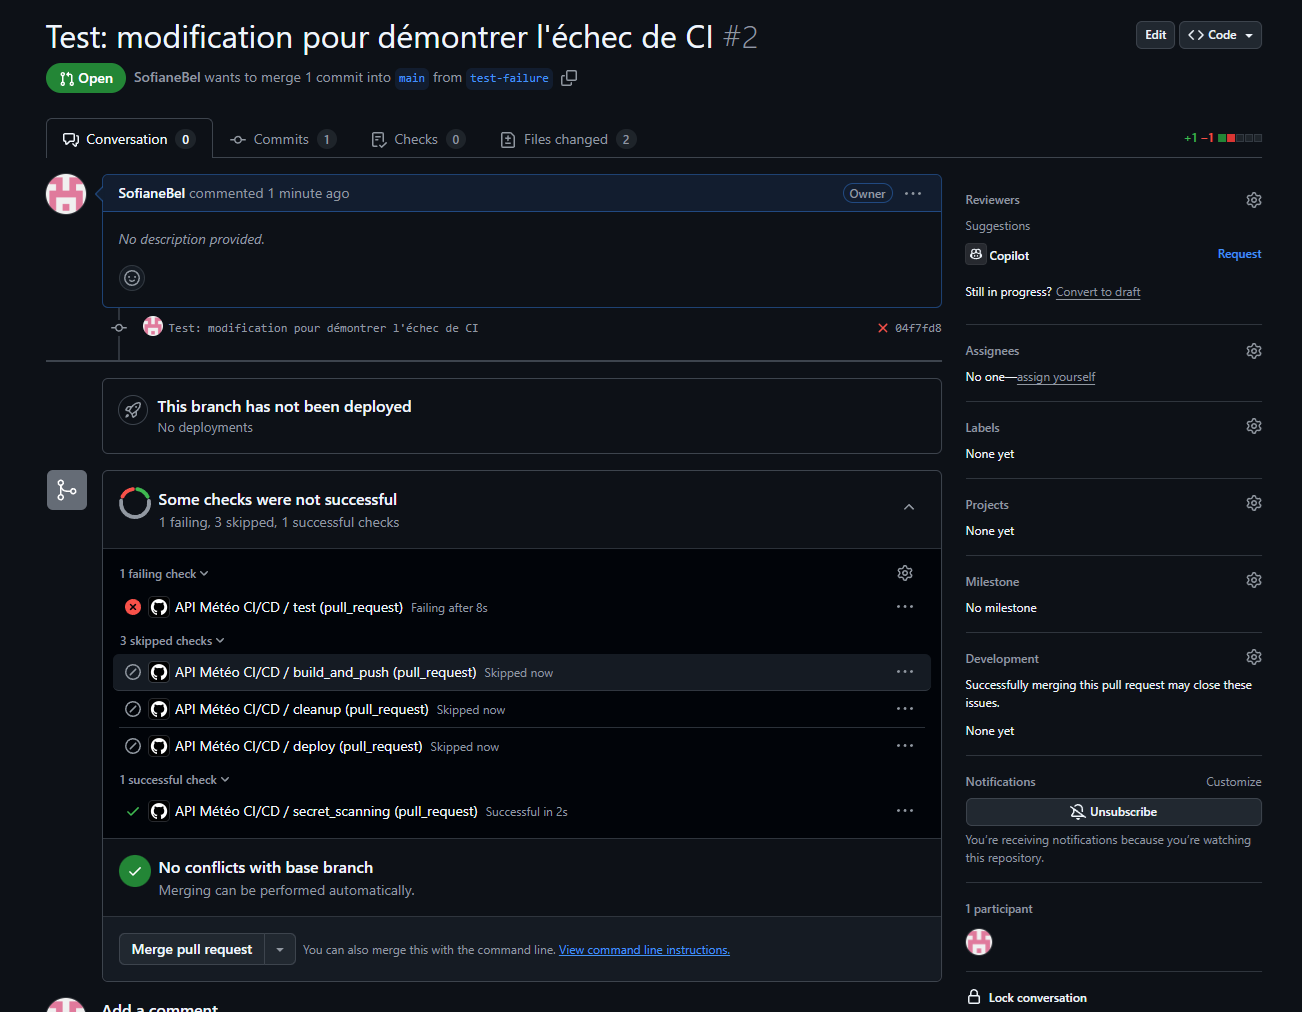 Test: modification pour démontrer l'échec de CI #2
Edit
Code
Open
SofianeBel wants to merge 1 commit into main from test-failure
Conversation 0
Commits 1
Checks 0
Files changed 2
+1 −1
SofianeBel commented 1 minute ago
Owner
No description provided.
Test: modification pour démontrer l'échec de CI
04f7fd8
This branch has not been deployed
No deployments
Some checks were not successful
1 failing, 3 skipped, 1 successful checks
1 failing check
API Météo CI/CD / test (pull_request) Failing after 8s
3 skipped checks
API Météo CI/CD / build_and_push (pull_request) Skipped now
API Météo CI/CD / cleanup (pull_request) Skipped now
API Météo CI/CD / deploy (pull_request) Skipped now
1 successful check
API Météo CI/CD / secret_scanning (pull_request) Successful in 2s
No conflicts with base branch
Merging can be performed automatically.
Merge pull request
You can also merge this with the command line. View command line instructions.
Add a comment
Reviewers
Suggestions
Copilot
Request
Still in progress? Convert to draft
Assignees
No one—assign yourself
Labels
None yet
Projects
None yet
Milestone
No milestone
Development
Successfully merging this pull request may close these
issues.
None yet
Notifications
Customize
Unsubscribe
You're receiving notifications because you're watching
this repository.
1 participant
Lock conversation